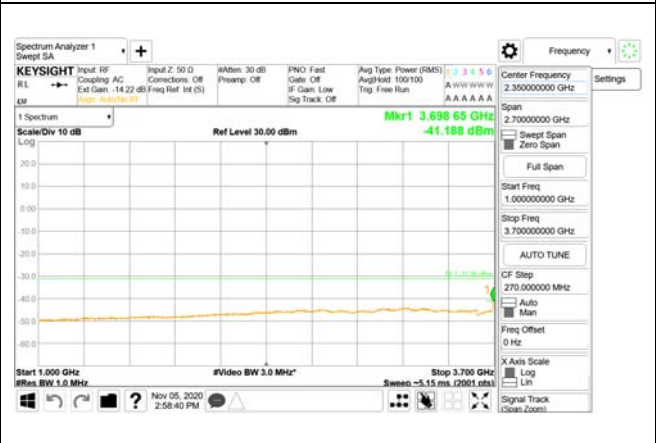 Spectrum Analyzer 1
Swept SA
+
Frequency
KEYSIGHT
RL
Input: RF
Coupling: AC
Ext Gain: -14.22 dB
Align: Auto/No RF
Input Z: 50 Ω
Corrections: Off
Freq Ref: Int (S)
#Atten: 30 dB
Preamp: Off
PNO: Fast
Gate: Off
IF Gain: Low
Sig Track: Off
Avg Type: Power (RMS)
Avg|Hold: 100/100
Trig: Free Run
1 2 3 4 5 6
A W W W W W
A A A A A A
1 Spectrum
Scale/Div 10 dB
Log
Ref Level 30.00 dBm
Mkr1 3.698 65 GHz
-41.188 dBm
20.0
10.0
0.00
-10.0
-20.0
-30.0
-40.0
-50.0
-60.0
1
Start 1.000 GHz
#Res BW 1.0 MHz
#Video BW 3.0 MHz*
Stop 3.700 GHz
Sweep ~5.15 ms (2001 pts)
Nov 05, 2020
2:58:40 PM
Settings
Center Frequency
2.350000000 GHz
Span
2.70000000 GHz
Swept Span
Zero Span
Full Span
Start Freq
1.000000000 GHz
Stop Freq
3.700000000 GHz
AUTO TUNE
CF Step
270.000000 MHz
Auto
Man
Freq Offset
0 Hz
X Axis Scale
Log
Lin
Signal Track
(Span Zoom)